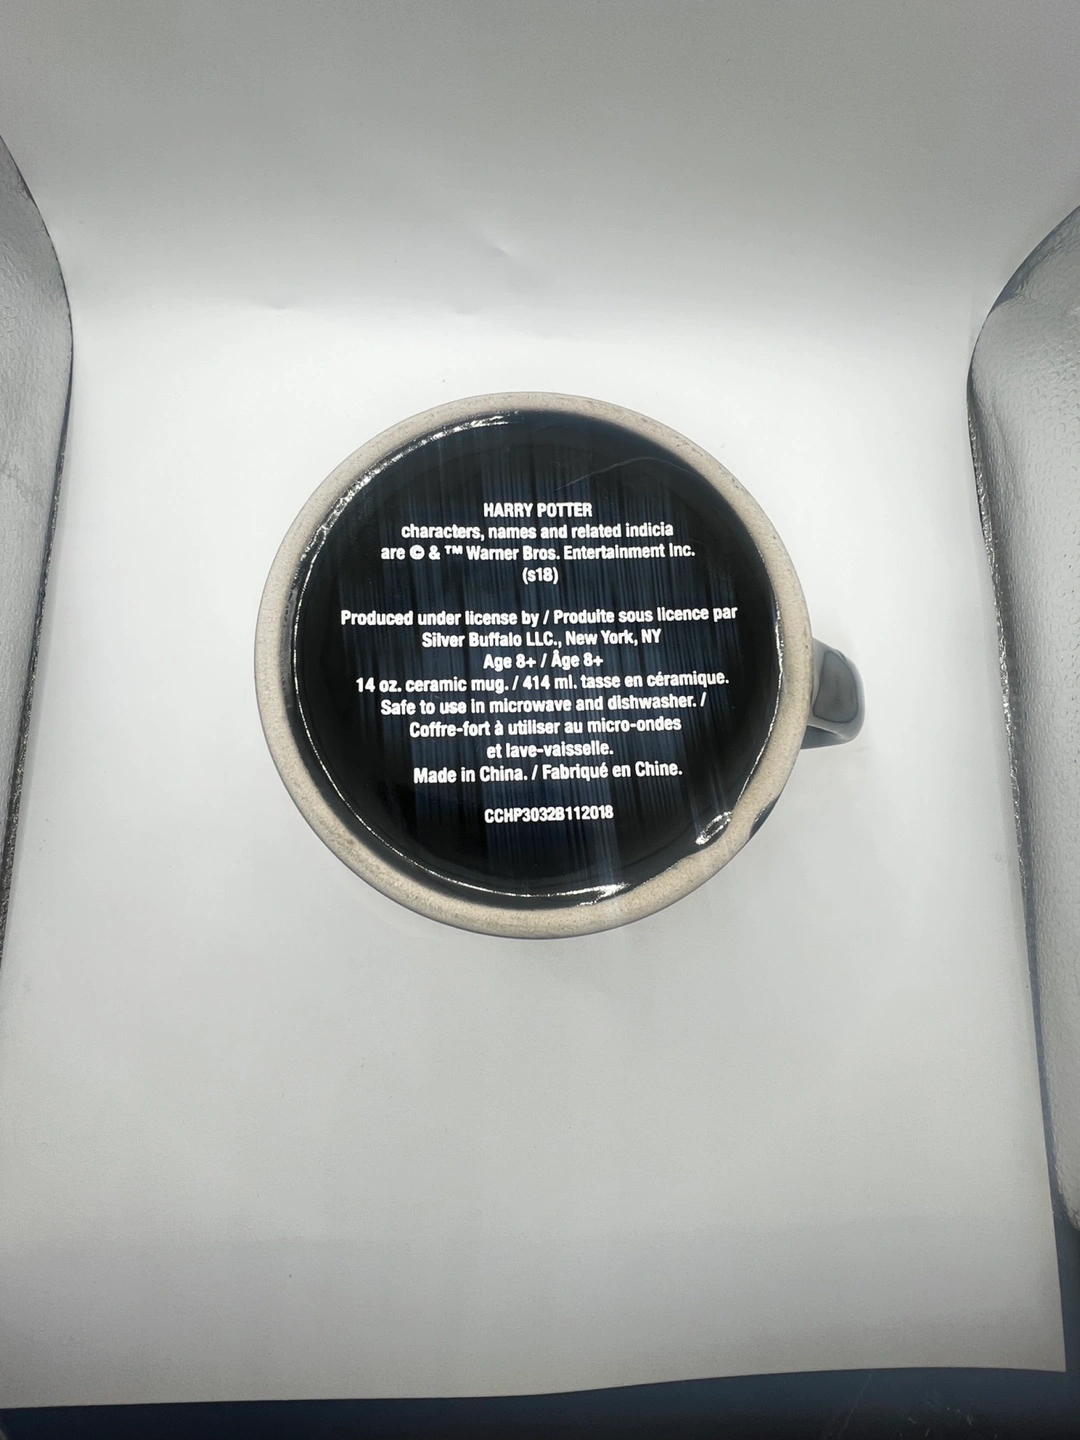 HARRY POTTER
characters, names and related indicia
are © & ™ Warner Bros. Entertainment Inc.
(s18)
Produced under license by / Produite sous licence par
Silver Buffalo LLC., New York, NY
Age 8+ / Âge 8+
14 oz. ceramic mug. / 414 ml. tasse en céramique.
Safe to use in microwave and dishwasher. /
Coffre-fort à utiliser au micro-ondes
et lave-vaisselle.
Made in China. / Fabriqué en Chine.
CCHP3032B112018